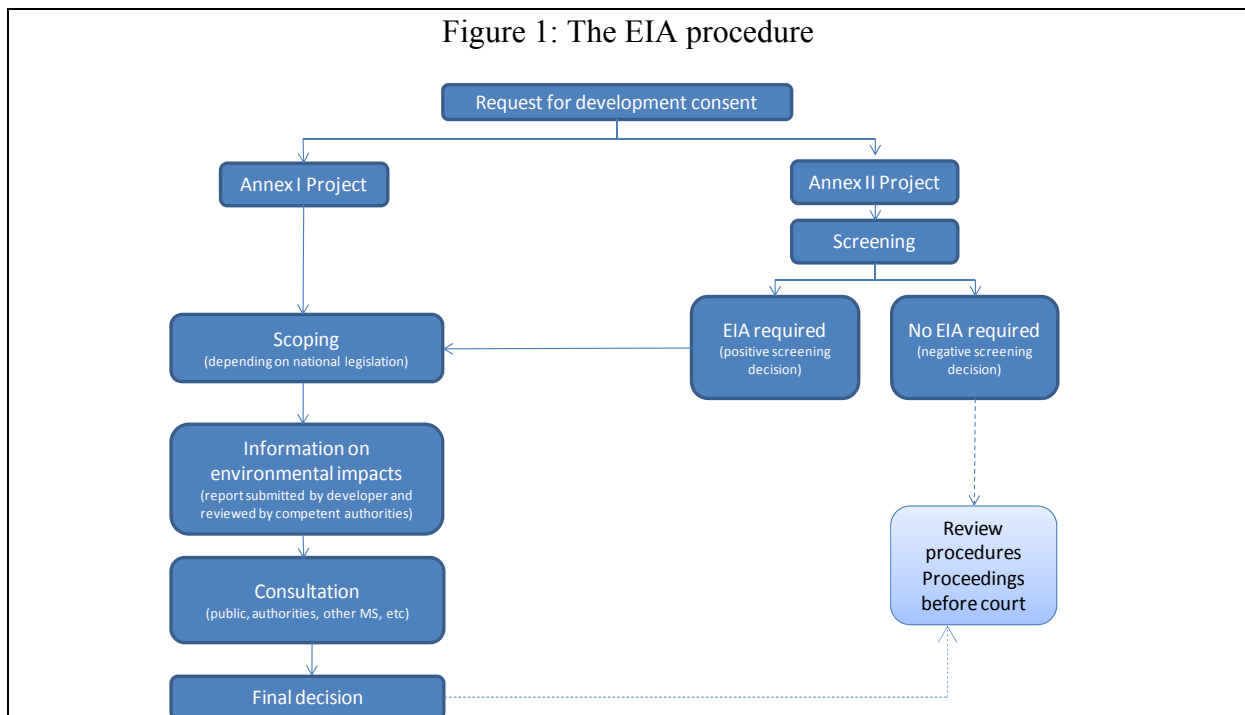 Figure 1: The EIA procedure
Request for development consent
Annex I Project
Annex II Project
Screening
EIA required
(positive screening
decision)
No EIA required
(negative screening
decision)
Scoping
(depending on national legislation)
Information on
environmental impacts
(report submitted by developer and
reviewed by competent authorities)
Review
procedures
Proceedings
before court
Consultation
(public, authorities, other MS, etc)
Final decision